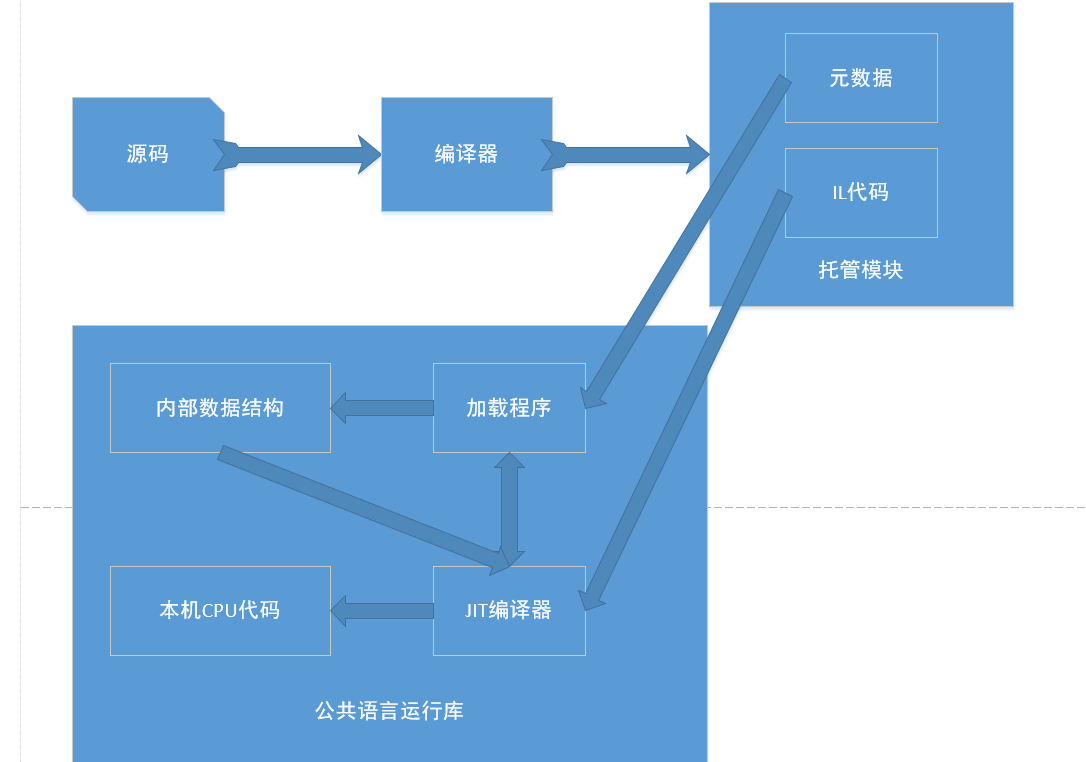 源码
编译器
元数据
IL代码
托管模块
内部数据结构
加载程序
本机CPU代码
JIT编译器
公共语言运行库